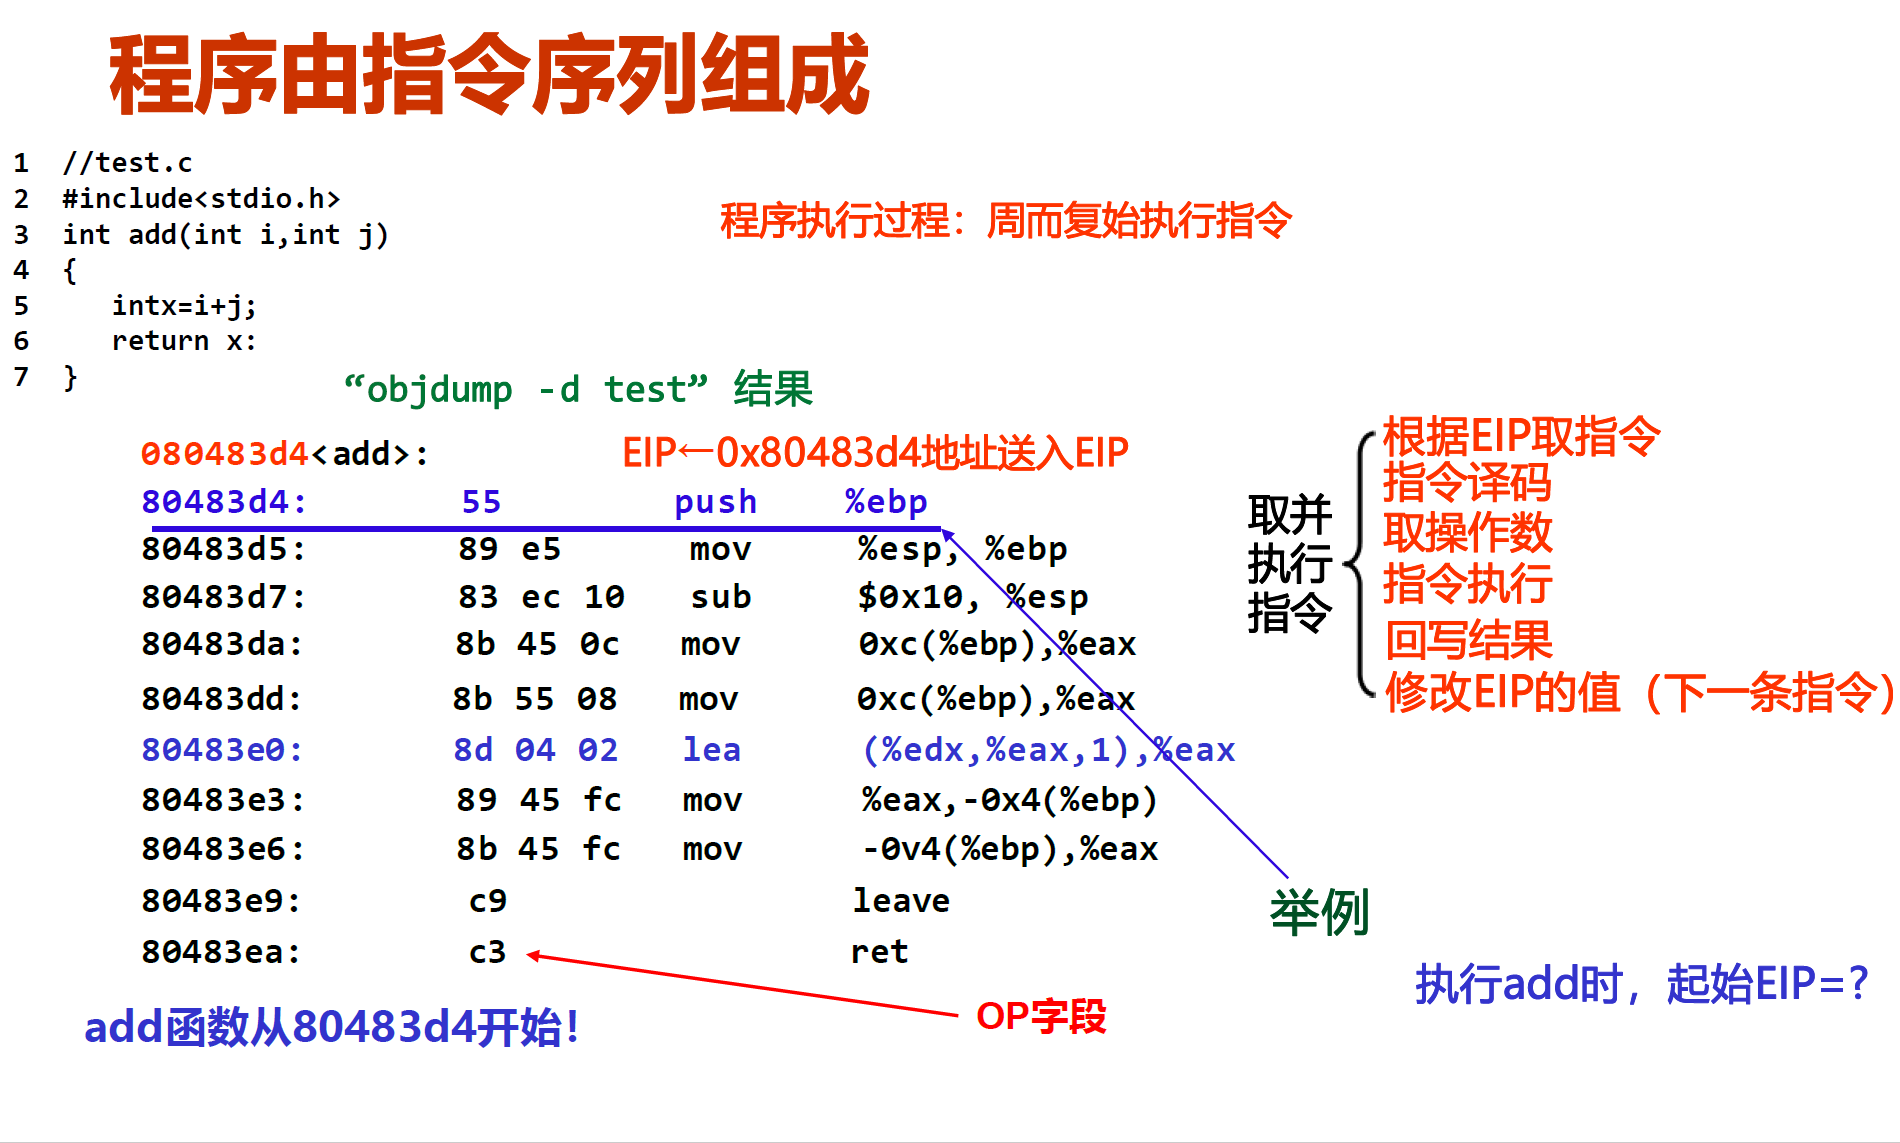 程序由指令序列组成
1 //test.c
2 #include<stdio.h>
3 int add(int i,int j)
4 {
5 intx=i+j;
6 return x:
7 }
程序执行过程：周而复始执行指令
“objdump -d test” 结果
080483d4<add>:
EIP←0x80483d4地址送入EIP
80483d4: 55 push %ebp
80483d5: 89 e5 mov %esp, %ebp
80483d7: 83 ec 10 sub $0x10, %esp
80483da: 8b 45 0c mov 0xc(%ebp),%eax
80483dd: 8b 55 08 mov 0xc(%ebp),%eax
80483e0: 8d 04 02 lea (%edx,%eax,1),%eax
80483e3: 89 45 fc mov %eax,-0x4(%ebp)
80483e6: 8b 45 fc mov -0v4(%ebp),%eax
80483e9: c9 leave
80483ea: c3 ret
取并
执行
指令
根据EIP取指令
指令译码
取操作数
指令执行
回写结果
修改EIP的值（下一条指令）
举例
执行add时，起始EIP=?
OP字段
add函数从80483d4开始!